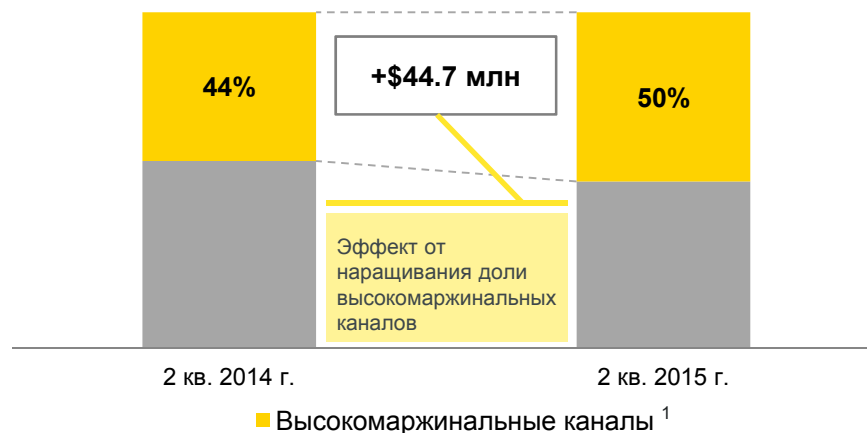 44%
+$44.7 млн
50%
Эффект от
наращивания доли
высокомаржинальных
каналов
2 кв. 2014 г.
2 кв. 2015 г.
Высокомаржинальные каналы 1